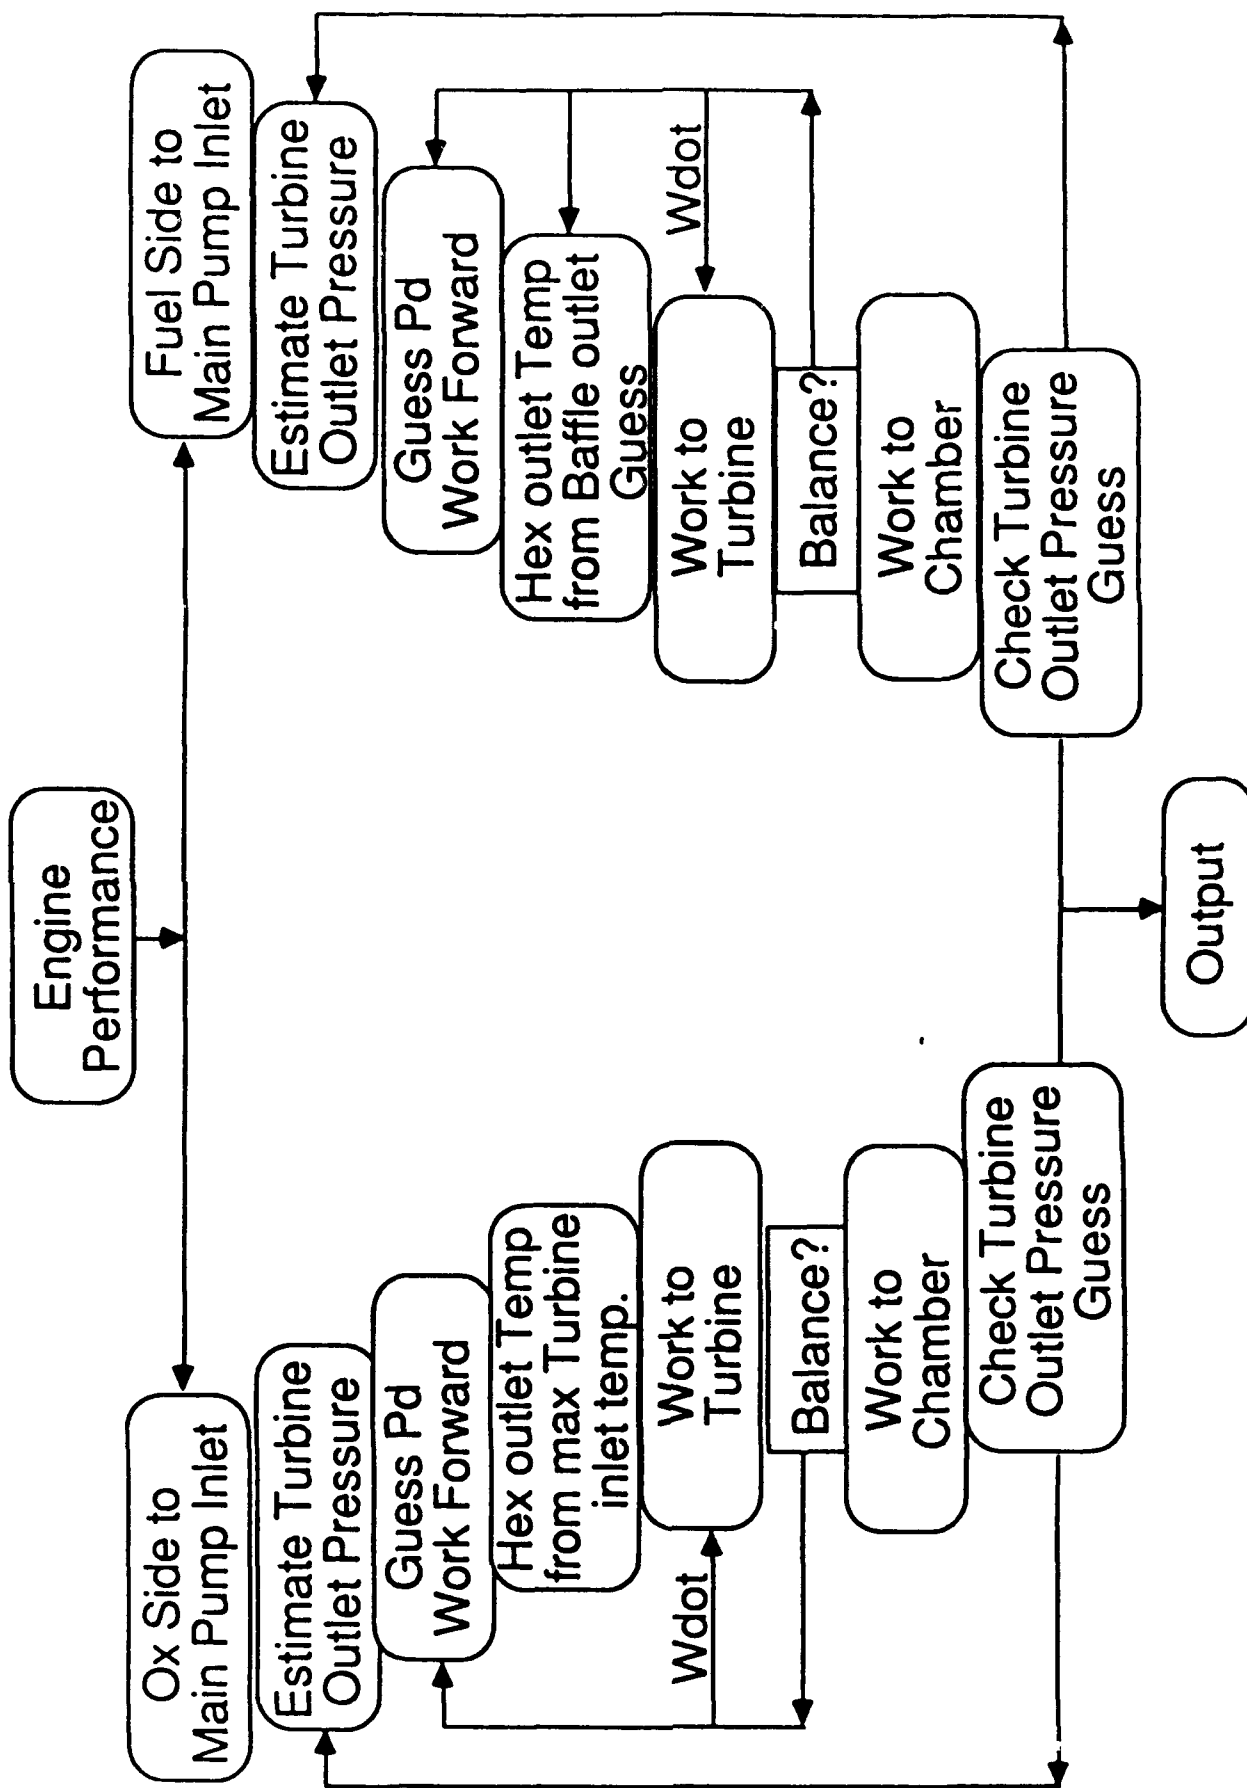 Engine
Performance
Ox Side to
Main Pump Inlet
Estimate Turbine
Outlet Pressure
Guess Pd
Work Forward
Hex outlet Temp
from max Turbine
inlet temp.
Wdot
Work to
Turbine
Balance?
Work to
Chamber
Check Turbine
Outlet Pressure
Guess
Fuel Side to
Main Pump Inlet
Estimate Turbine
Outlet Pressure
Guess Pd
Work Forward
Hex outlet Temp
from Baffle outlet
Guess
Wdot
Work to
Turbine
Balance?
Work to
Chamber
Check Turbine
Outlet Pressure
Guess
Output